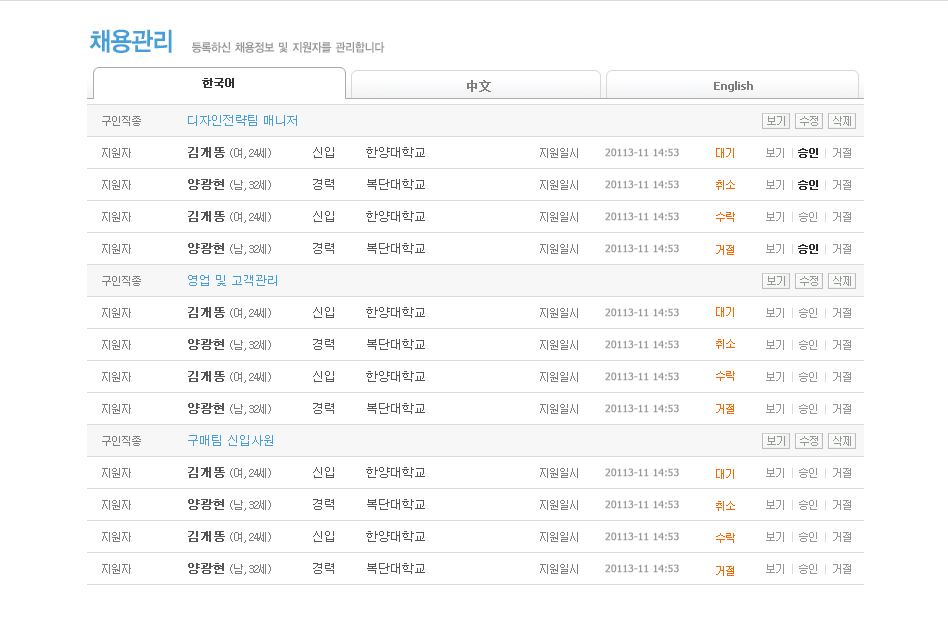 채용관리 등록하신 채용정보 및 지원자를 관리합니다
한국어 中文 English
구인직종 디자인전략팀 매니저 보기 수정 삭제
지원자 김개똥 (여, 24세) 신입 한양대학교 지원일시 20113-11 14:53 대기 보기 승인 거절
지원자 양광현 (남, 32세) 경력 복단대학교 지원일시 20113-11 14:53 취소 보기 승인 거절
지원자 김개똥 (여, 24세) 신입 한양대학교 지원일시 20113-11 14:53 수락 보기 승인 거절
지원자 양광현 (남, 32세) 경력 복단대학교 지원일시 20113-11 14:53 거절 보기 승인 거절
구인직종 영업 및 고객관리 보기 수정 삭제
지원자 김개똥 (여, 24세) 신입 한양대학교 지원일시 20113-11 14:53 대기 보기 승인 거절
지원자 양광현 (남, 32세) 경력 복단대학교 지원일시 20113-11 14:53 취소 보기 승인 거절
지원자 김개똥 (여, 24세) 신입 한양대학교 지원일시 20113-11 14:53 수락 보기 승인 거절
지원자 양광현 (남, 32세) 경력 복단대학교 지원일시 20113-11 14:53 거절 보기 승인 거절
구인직종 구매팀 신입사원 보기 수정 삭제
지원자 김개똥 (여, 24세) 신입 한양대학교 지원일시 20113-11 14:53 대기 보기 승인 거절
지원자 양광현 (남, 32세) 경력 복단대학교 지원일시 20113-11 14:53 취소 보기 승인 거절
지원자 김개똥 (여, 24세) 신입 한양대학교 지원일시 20113-11 14:53 수락 보기 승인 거절
지원자 양광현 (남, 32세) 경력 복단대학교 지원일시 20113-11 14:53 거절 보기 승인 거절